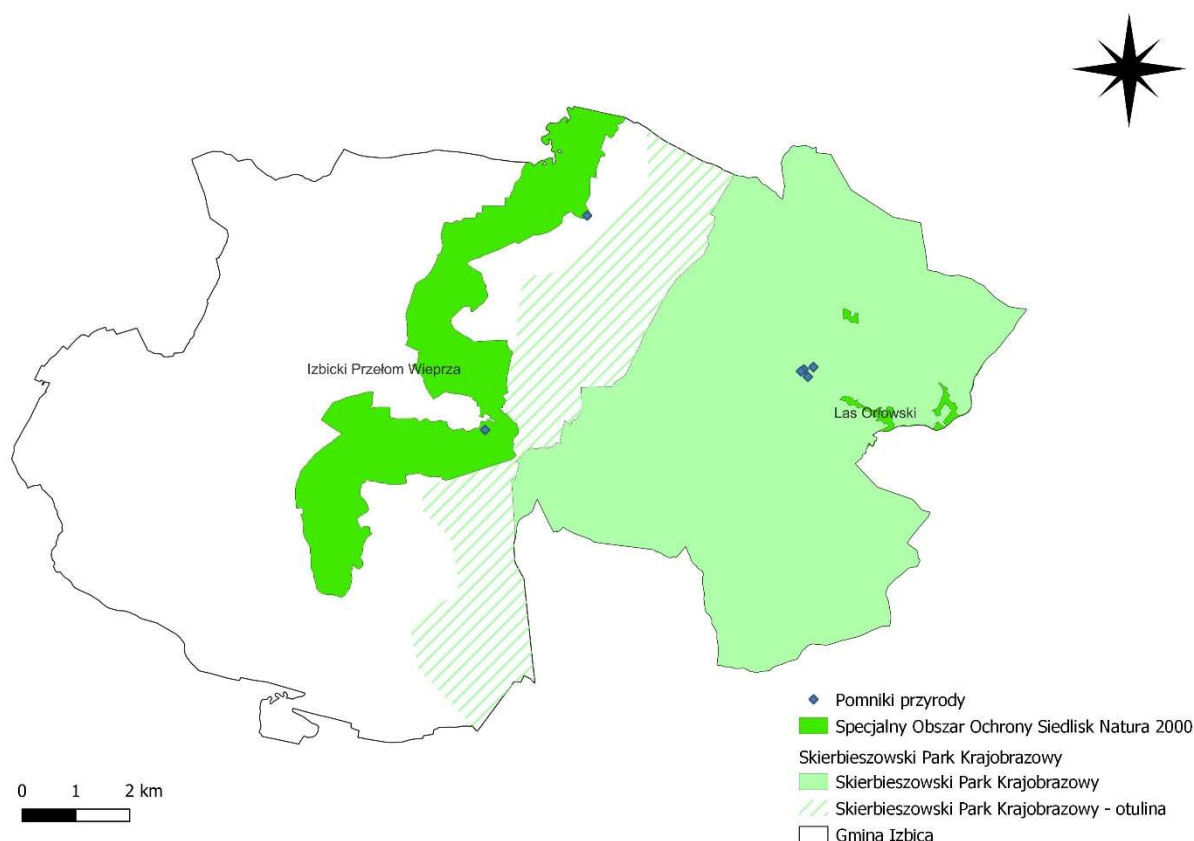 Izbicki Przełom Wieprza
Las Orłowski
Pomniki przyrody
Specjalny Obszar Ochrony Siedlisk Natura 2000
Skierbieszowski Park Krajobrazowy
Skierbieszowski Park Krajobrazowy
Skierbieszowski Park Krajobrazowy - otulina
Gmina Izbica
0 1 2 km